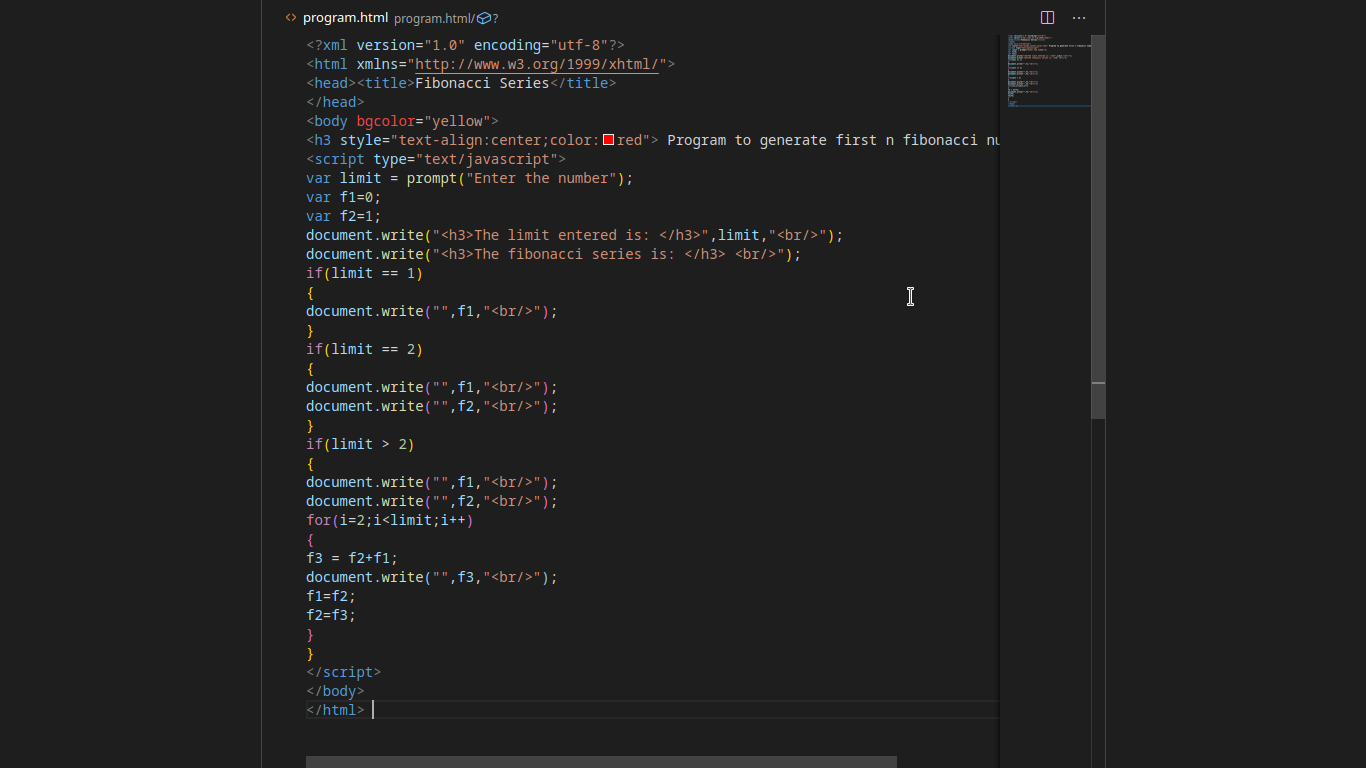 program.html program.html/?
<?xml version="1.0" encoding="utf-8"?>
<html xmlns="http://www.w3.org/1999/xhtml/">
<head><title>Fibonacci Series</title>
</head>
<body bgcolor="yellow">
<h3 style="text-align:center;color:red"> Program to generate first n fibonacci nu
<script type="text/javascript">
var limit = prompt("Enter the number");
var f1=0;
var f2=1;
document.write("<h3>The limit entered is: </h3>",limit,"<br/>");
document.write("<h3>The fibonacci series is: </h3> <br/>");
if(limit == 1)
{
document.write("",f1,"<br/>");
}
if(limit == 2)
{
document.write("",f1,"<br/>");
document.write("",f2,"<br/>");
}
if(limit > 2)
{
document.write("",f1,"<br/>");
document.write("",f2,"<br/>");
for(i=2;i<limit;i++)
{
f3 = f2+f1;
document.write("",f3,"<br/>");
f1=f2;
f2=f3;
}
}
</script>
</body>
</html>